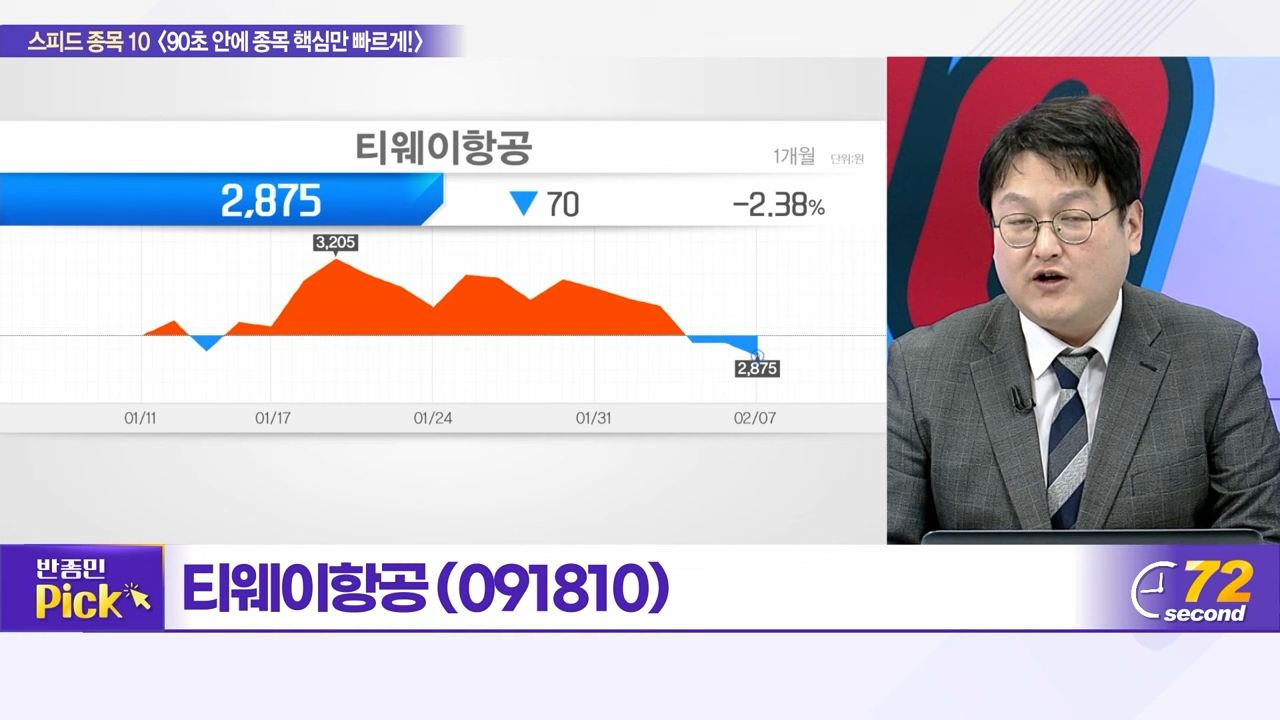 스피드 종목 10 〈90초 안에 종목 핵심만 빠르게!〉
티웨이항공
1개월 단위:원
2,875 ▼ 70 -2.38%
3,205
2,875
01/11 01/17 01/24 01/31 02/07
반종민
Pick
티웨이항공(091810)
72
second